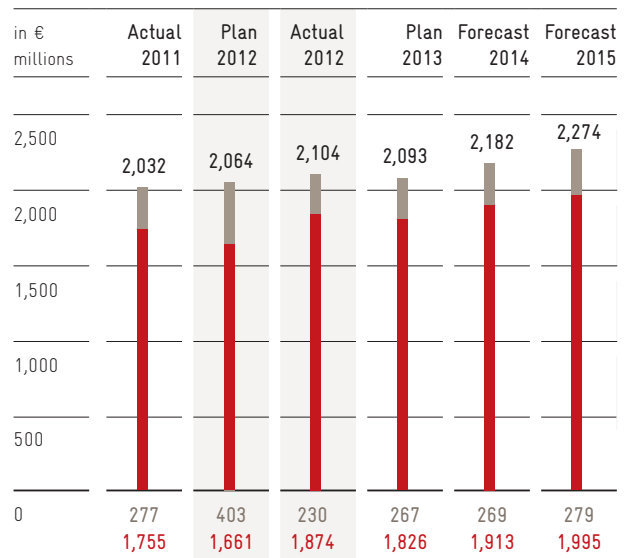 in € Actual Plan Actual Plan Forecast Forecast
millions 2011 2012 2012 2013 2014 2015
2,500
2,032 2,064 2,104 2,093 2,182 2,274
2,000
1,500
1,000
500
0 277 403 230 267 269 279
1,755 1,661 1,874 1,826 1,913 1,995